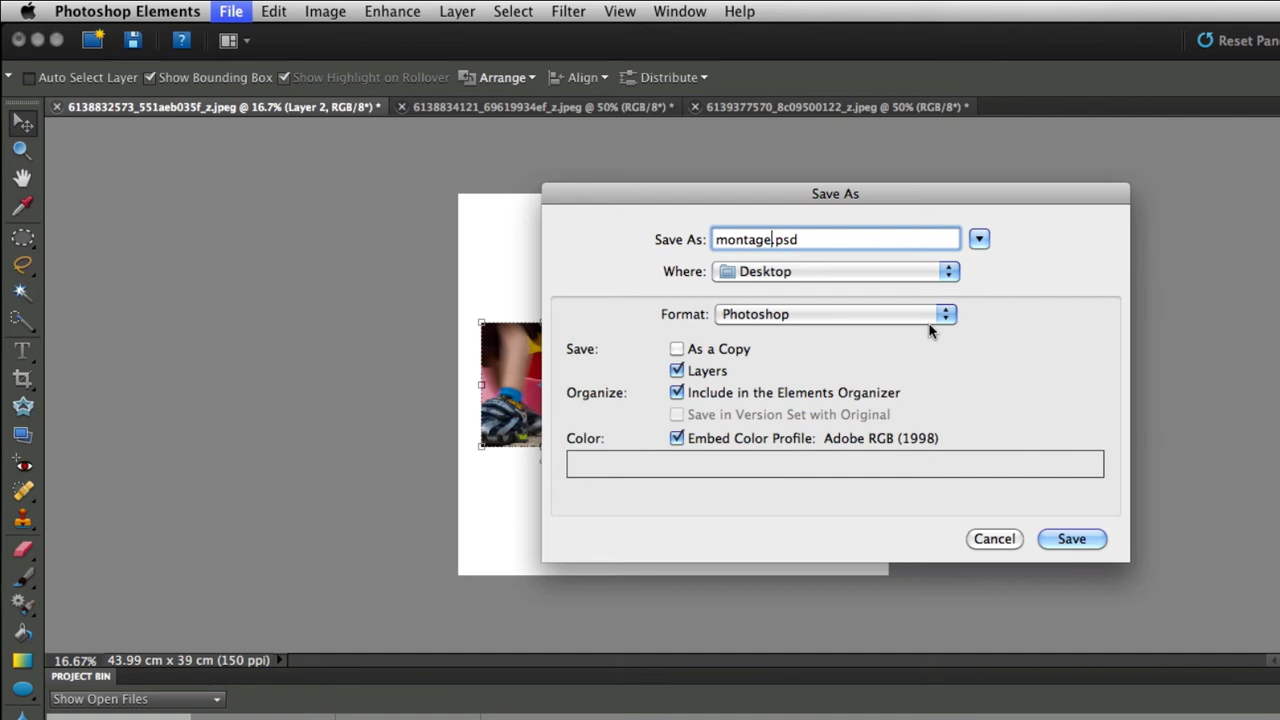 Photoshop Elements File Edit Image Enhance Layer Select Filter View Window Help
Reset Pan
Auto Select Layer Show Bounding Box Show Highlight on Rollover Arrange Align Distribute
6138832573_551aeb035f_z.jpeg @ 16.7% (Layer 2, RGB/8*) * 6138834121_69619934ef_z.jpeg @ 50% (RGB/8*) * 6139377570_8c09500122_z.jpeg @ 50% (RGB/8*) *
Save As
Save As: montage.psd
Where: Desktop
Format: Photoshop
Save: As a Copy
Layers
Organize: Include in the Elements Organizer
Save in Version Set with Original
Color: Embed Color Profile: Adobe RGB (1998)
Cancel Save
16.67% 43.99 cm x 39 cm (150 ppi)
PROJECT BIN
Show Open Files